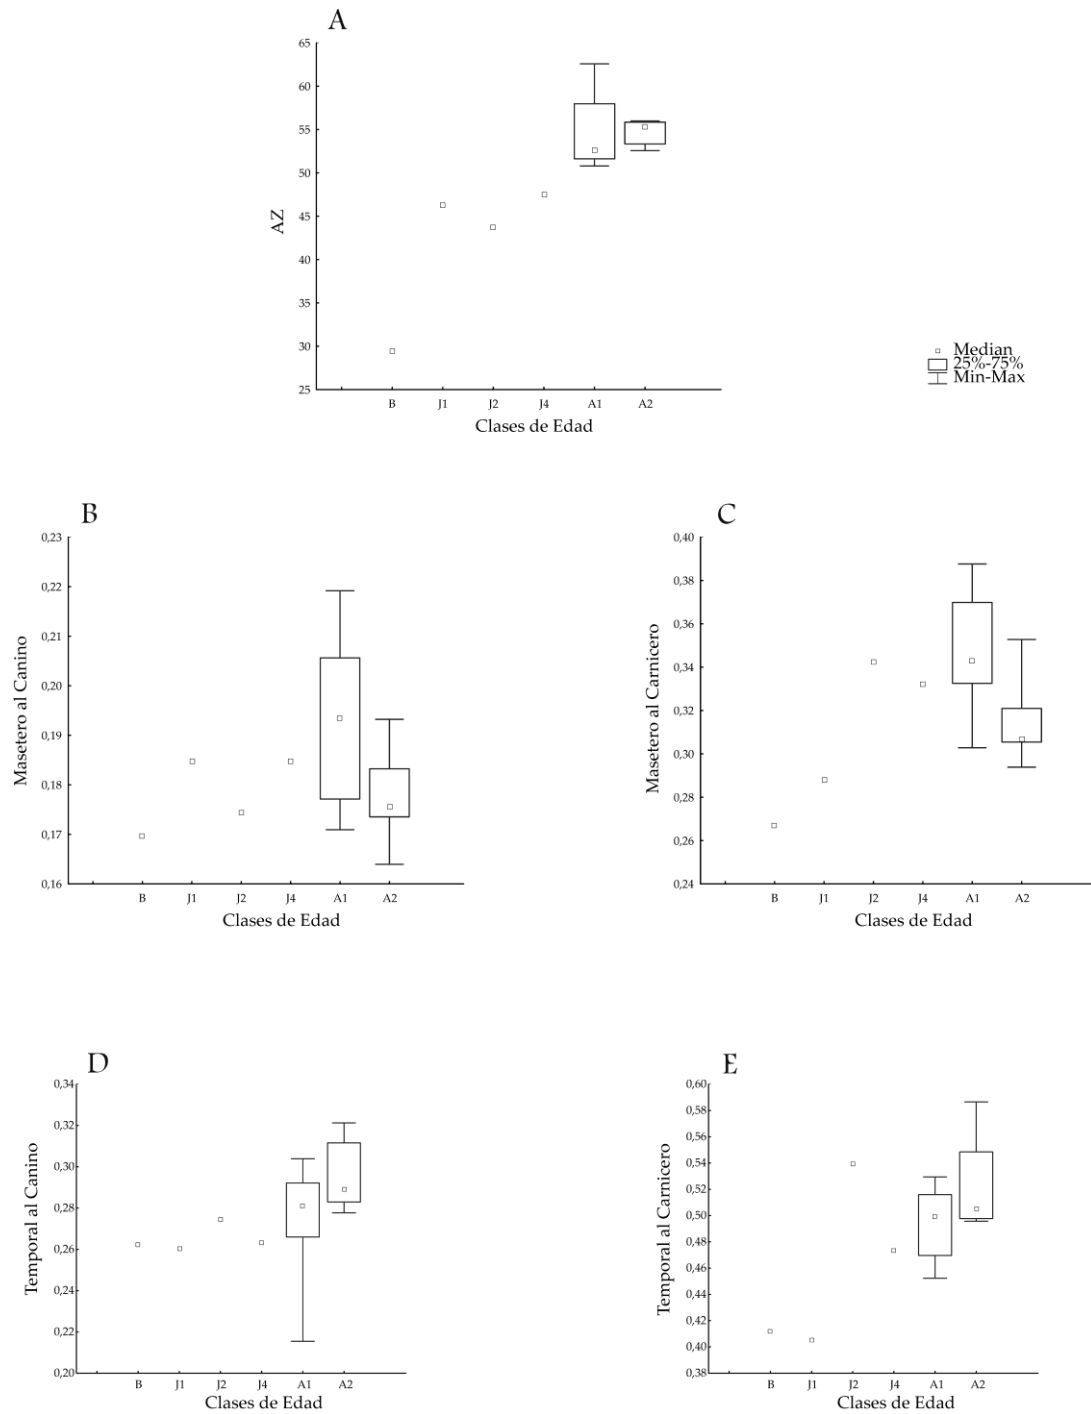 A
65
60
55
50
45
40
35
30
25
AZ
B J1 J2 J4 A1 A2
Clases de Edad
Median
25%-75%
Min-Max
B
0,23
0,22
0,21
0,20
0,19
0,18
0,17
0,16
Masetero al Canino
B J1 J2 J4 A1 A2
Clases de Edad
C
0,40
0,38
0,36
0,34
0,32
0,30
0,28
0,26
0,24
Masetero al Carnicero
B J1 J2 J4 A1 A2
Clases de Edad
D
0,34
0,32
0,30
0,28
0,26
0,24
0,22
0,20
Temporal al Canino
B J1 J2 J4 A1 A2
Clases de Edad
E
0,60
0,58
0,56
0,54
0,52
0,50
0,48
0,46
0,44
0,42
0,40
0,38
Temporal al Carnicero
B J1 J2 J4 A1 A2
Clases de Edad